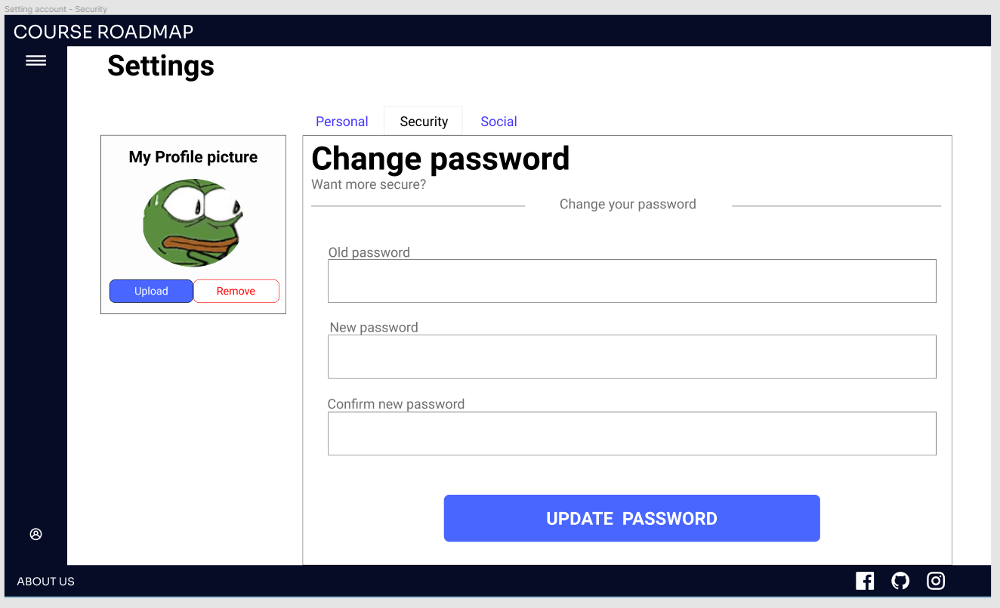 Setting account - Security
COURSE ROADMAP
Settings
Personal
Security
Social
My Profile picture
Upload
Remove
Change password
Want more secure?
Change your password
Old password
New password
Confirm new password
UPDATE PASSWORD
ABOUT US